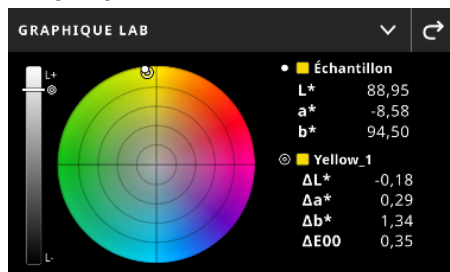 GRAPHIQUE LAB
L+
L-
Échantillon
L* 88,95
a* -8,58
b* 94,50
Yellow_1
ΔL* -0,18
Δa* 0,29
Δb* 1,34
ΔE00 0,35